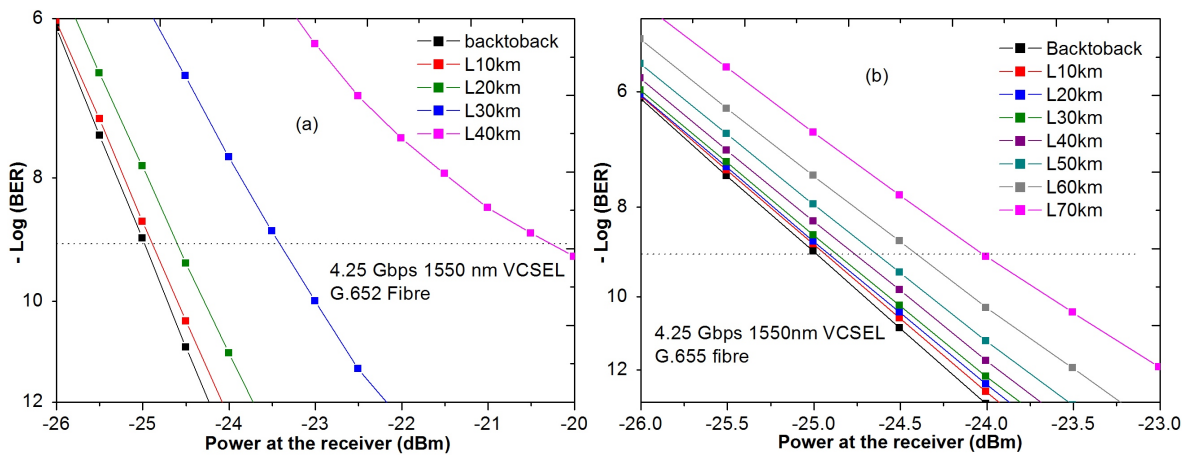 6
8
10
12
- Log (BER)
-26 -25 -24 -23 -22 -21 -20
Power at the receiver (dBm)
backtoback
L10km
L20km
L30km
L40km
(a)
4.25 Gbps 1550 nm VCSEL
G.652 Fibre
6
8
10
12
- Log (BER)
-26.0 -25.5 -25.0 -24.5 -24.0 -23.5 -23.0
Power at the receiver (dBm)
(b)
Backtoback
L10km
L20km
L30km
L40km
L50km
L60km
L70km
4.25 Gbps 1550nm VCSEL
G.655 fibre